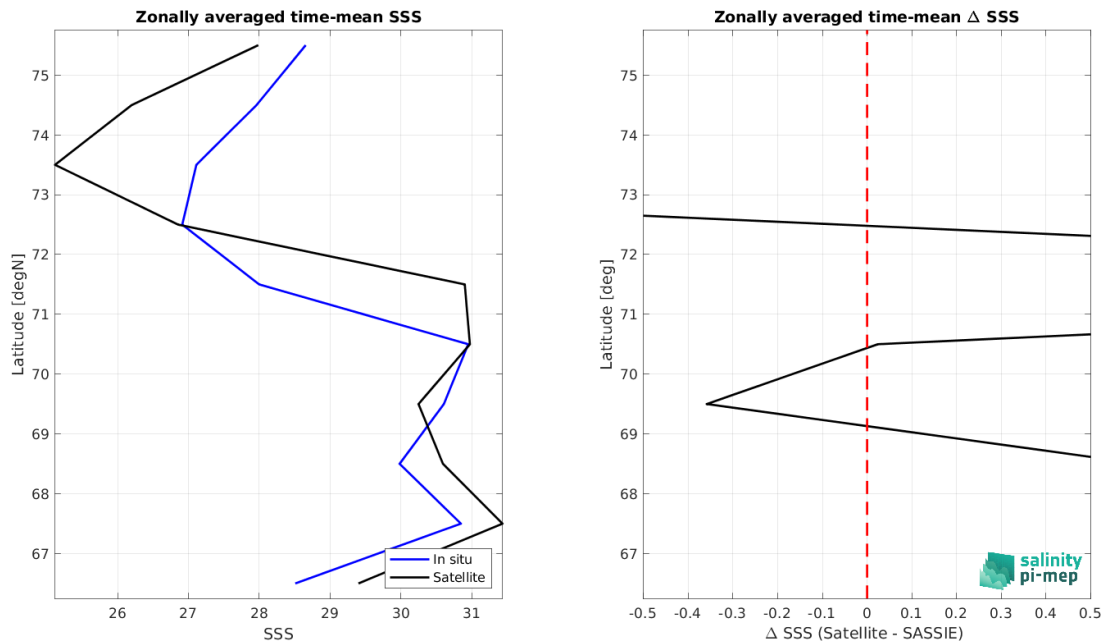 Zonally averaged time-mean SSS
75
74
73
72
71
70
69
68
67
Latitude [degN]
26 27 28 29 30 31
SSS
In situ
Satellite
Zonally averaged time-mean Δ SSS
75
74
73
72
71
70
69
68
67
Latitude [deg]
-0.5 -0.4 -0.3 -0.2 -0.1 0 0.1 0.2 0.3 0.4 0.5
Δ SSS (Satellite - SASSIE)
salinity
pi-mep